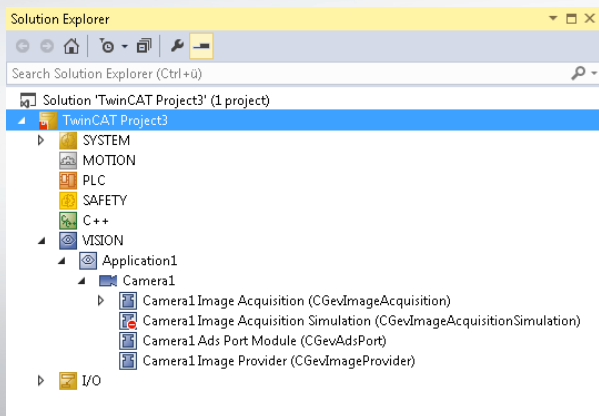 Solution Explorer
Search Solution Explorer (Ctrl+ü)
Solution 'TwinCAT Project3' (1 project)
TwinCAT Project3
SYSTEM
MOTION
PLC
SAFETY
C++
VISION
Application1
Camera1
Camera1 Image Acquisition (CGevImageAcquisition)
Camera1 Image Acquisition Simulation (CGevImageAcquisitionSimulation)
Camera1 Ads Port Module (CGevAdsPort)
Camera1 Image Provider (CGevImageProvider)
I/O